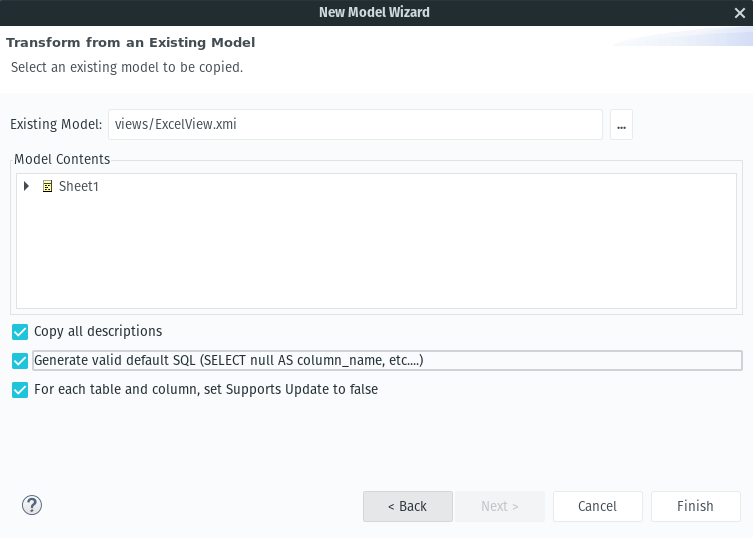 New Model Wizard
Transform from an Existing Model
Select an existing model to be copied.
Existing Model: views/ExcelView.xmi ...
Model Contents
Sheet1
Copy all descriptions
Generate valid default SQL (SELECT null AS column_name, etc....)
For each table and column, set Supports Update to false
? < Back Next > Cancel Finish